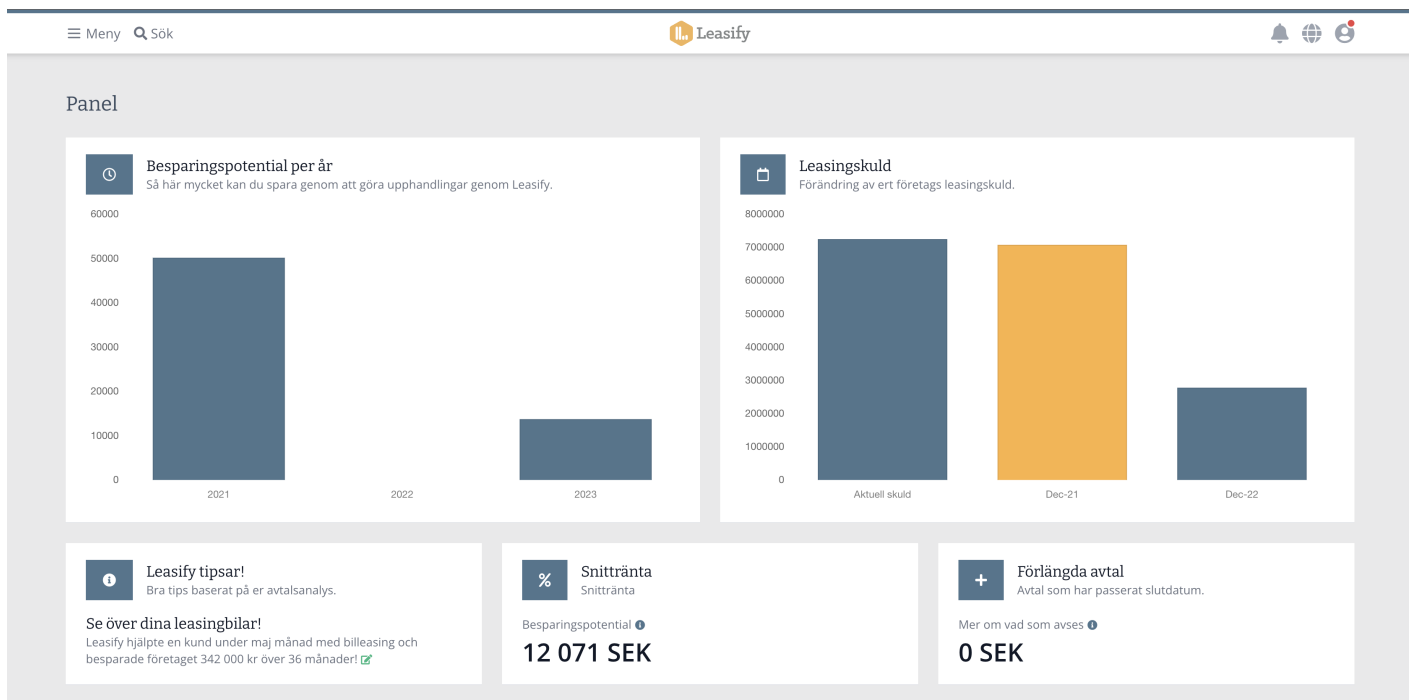 Meny Sök
Leasify
Panel
Besparingspotential per år
Så här mycket kan du spara genom att göra upphandlingar genom Leasify.
60000
50000
40000
30000
20000
10000
0
2021 2022 2023
Leasingskuld
Förändring av ert företags leasingskuld.
8000000
7000000
6000000
5000000
4000000
3000000
2000000
1000000
0
Aktuell skuld Dec-21 Dec-22
Leasify tipsar!
Bra tips baserat på er avtalsanalys.
Se över dina leasingbilar!
Leasify hjälpte en kund under maj månad med billeasing och
besparade företaget 342 000 kr över 36 månader!
%
Snittränta
Snittränta
Besparingspotential
12 071 SEK
Förlängda avtal
Avtal som har passerat slutdatum.
Mer om vad som avses
0 SEK